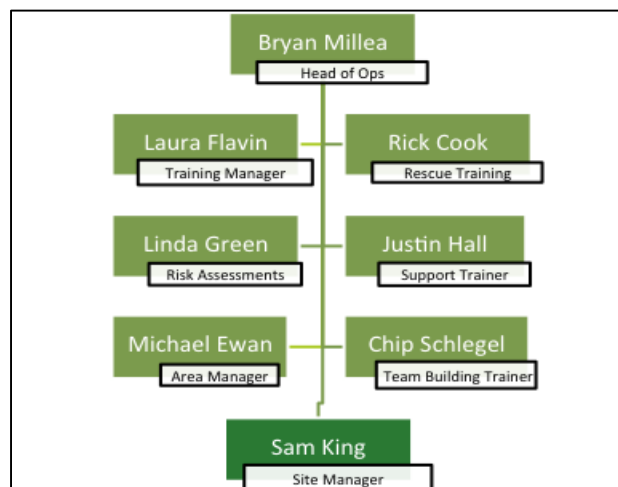 Bryan Millea
Head of Ops
Laura Flavin
Training Manager
Rick Cook
Rescue Training
Linda Green
Risk Assessments
Justin Hall
Support Trainer
Michael Ewan
Area Manager
Chip Schlegel
Team Building Trainer
Sam King
Site Manager